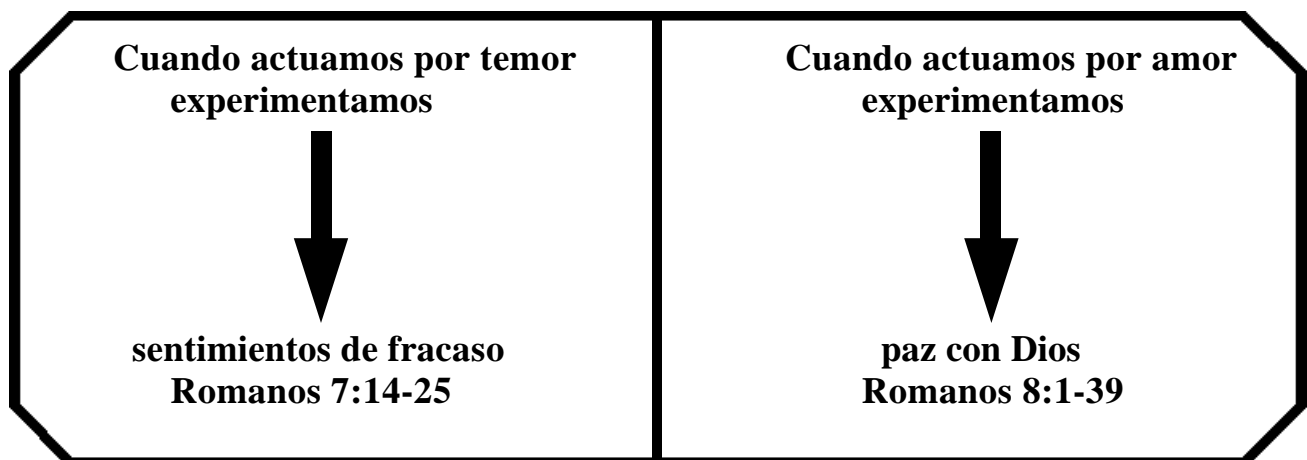 Cuando actuamos por temor
experimentamos
sentimientos de fracaso
Romanos 7:14-25
Cuando actuamos por amor
experimentamos
paz con Dios
Romanos 8:1-39